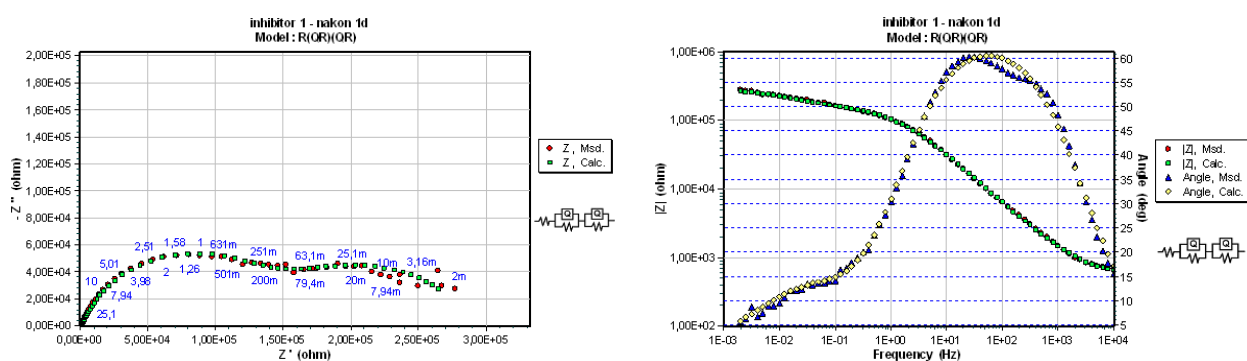 inhibitor 1 - nakon 1d
Model : R(QR)(QR)
2,00E+05
1,80E+05
1,60E+05
1,40E+05
1,20E+05
1,00E+05
8,00E+04
6,00E+04
4,00E+04
2,00E+04
0,00E+00
- Z '' (ohm)
10
5,01
2,51
1,58
1
631m
251m
63,1m
25,1m
10m
3,16m
2m
25,1
7,94
3,98
2
1,26
501m
200m
79,4m
20m
7,94m
0,00E+00 5,00E+04 1,00E+05 1,50E+05 2,00E+05 2,50E+05 3,00E+05
Z ' (ohm)
Z , Msd.
Z , Calc.
Q Q
inhibitor 1 - nakon 1d
Model : R(QR)(QR)
1,00E+06
1,00E+05
1,00E+04
1,00E+03
1,00E+02
|Z| (ohm)
60
55
50
45
40
35
30
25
20
15
10
5
Angle (deg)
1E-03 1E-02 1E-01 1E+00 1E+01 1E+02 1E+03 1E+04
Frequency (Hz)
|Z|, Msd.
|Z|, Calc.
Angle, Msd.
Angle, Calc.
Q Q